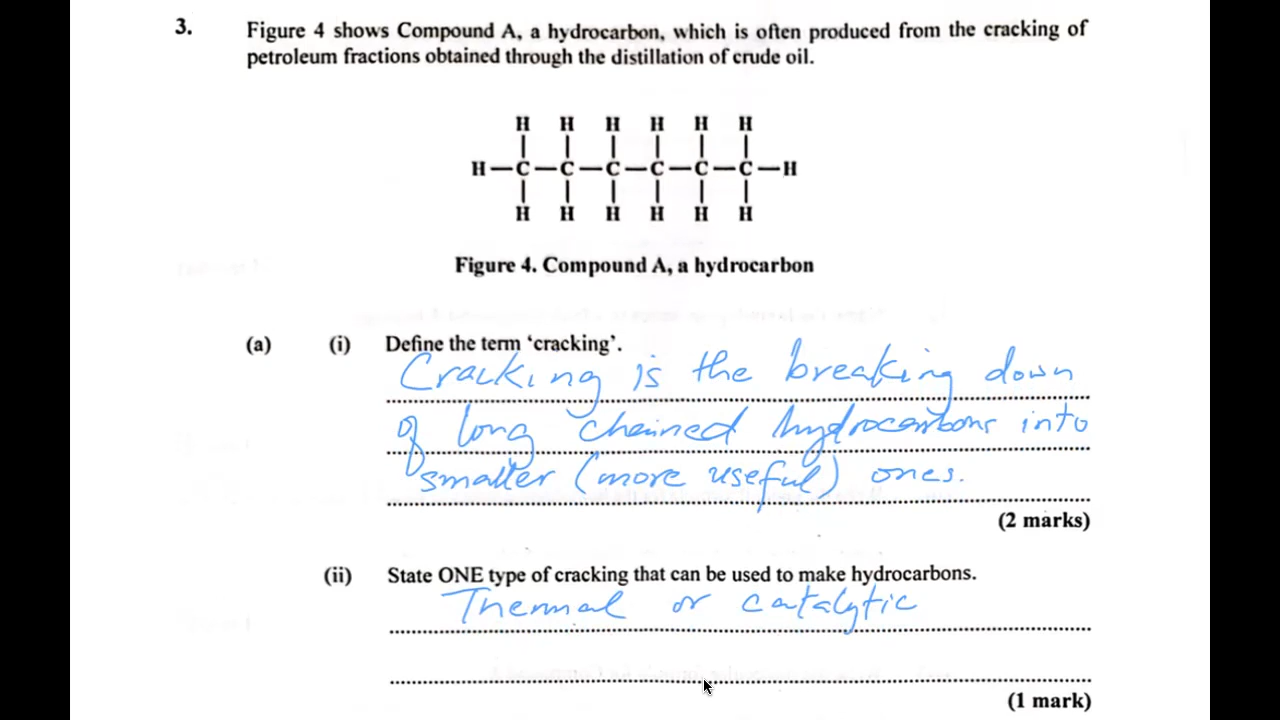 3. Figure 4 shows Compound A, a hydrocarbon, which is often produced from the cracking of
petroleum fractions obtained through the distillation of crude oil.
H H H H H H
H—C—C—C—C—C—C—H
H H H H H H
Figure 4. Compound A, a hydrocarbon
(a) (i) Define the term ‘cracking’.
Cracking is the breaking down
of long chained hydrocarbons into
smaller (more useful) ones.
(2 marks)
(ii) State ONE type of cracking that can be used to make hydrocarbons.
Thermal or catalytic
(1 mark)